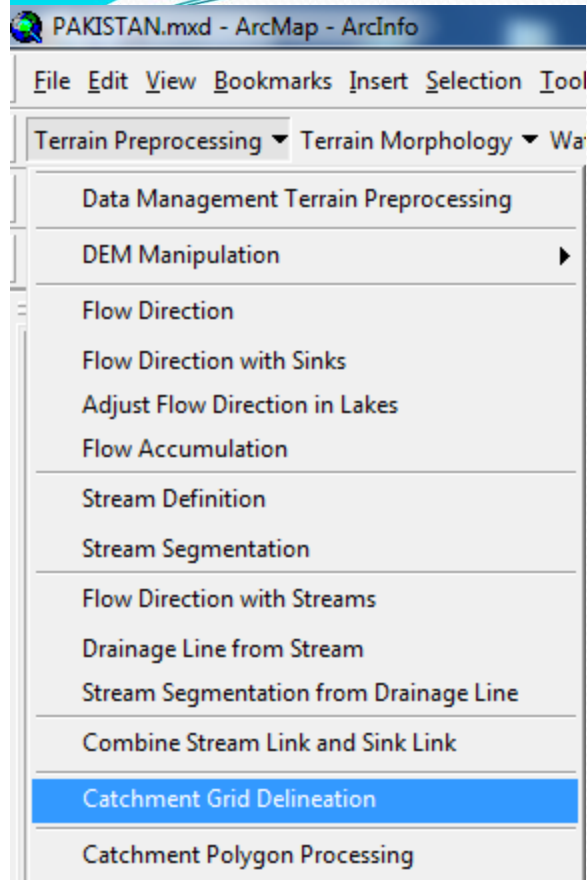 PAKISTAN.mxd - ArcMap - ArcInfo
File Edit View Bookmarks Insert Selection Tool
Terrain Preprocessing Terrain Morphology Wa
Data Management Terrain Preprocessing
DEM Manipulation
Flow Direction
Flow Direction with Sinks
Adjust Flow Direction in Lakes
Flow Accumulation
Stream Definition
Stream Segmentation
Flow Direction with Streams
Drainage Line from Stream
Stream Segmentation from Drainage Line
Combine Stream Link and Sink Link
Catchment Grid Delineation
Catchment Polygon Processing